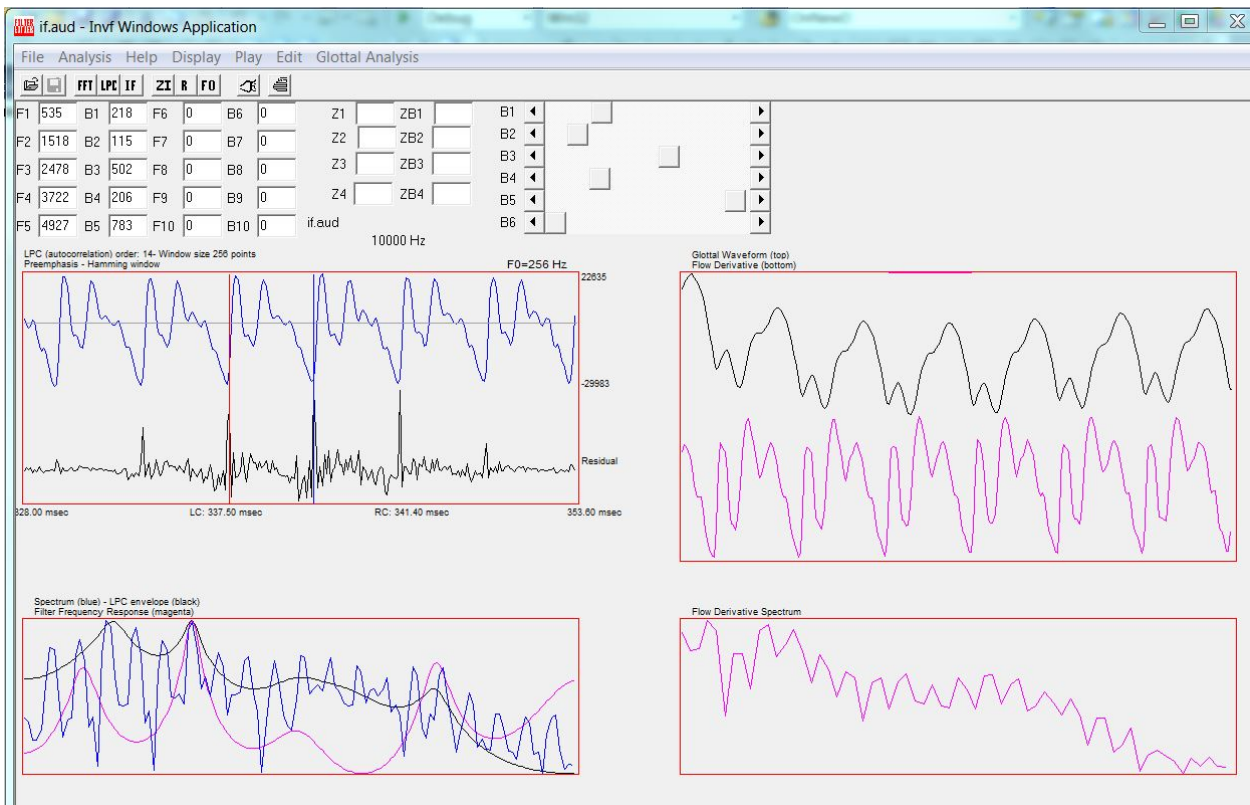 if.aud - Invf Windows Application
File Analysis Help Display Play Edit Glottal Analysis
FFT LPC IF ZI R F0
F1 535 B1 218 F6 0 B6 0 Z1 ZB1 B1
F2 1518 B2 115 F7 0 B7 0 Z2 ZB2 B2
F3 2478 B3 502 F8 0 B8 0 Z3 ZB3 B3
F4 3722 B4 206 F9 0 B9 0 Z4 ZB4 B4
F5 4927 B5 783 F10 0 B10 0 if.aud B5
B6
10000 Hz
LPC (autocorrelation) order: 14- Window size 256 points
Preemphasis - Hamming window F0=256 Hz
22635
-29983
Residual
328.00 msec LC: 337.50 msec RC: 341.40 msec 353.60 msec
Glottal Waveform (top)
Flow Derivative (bottom)
Spectrum (blue) - LPC envelope (black)
Filter Frequency Response (magenta)
Flow Derivative Spectrum